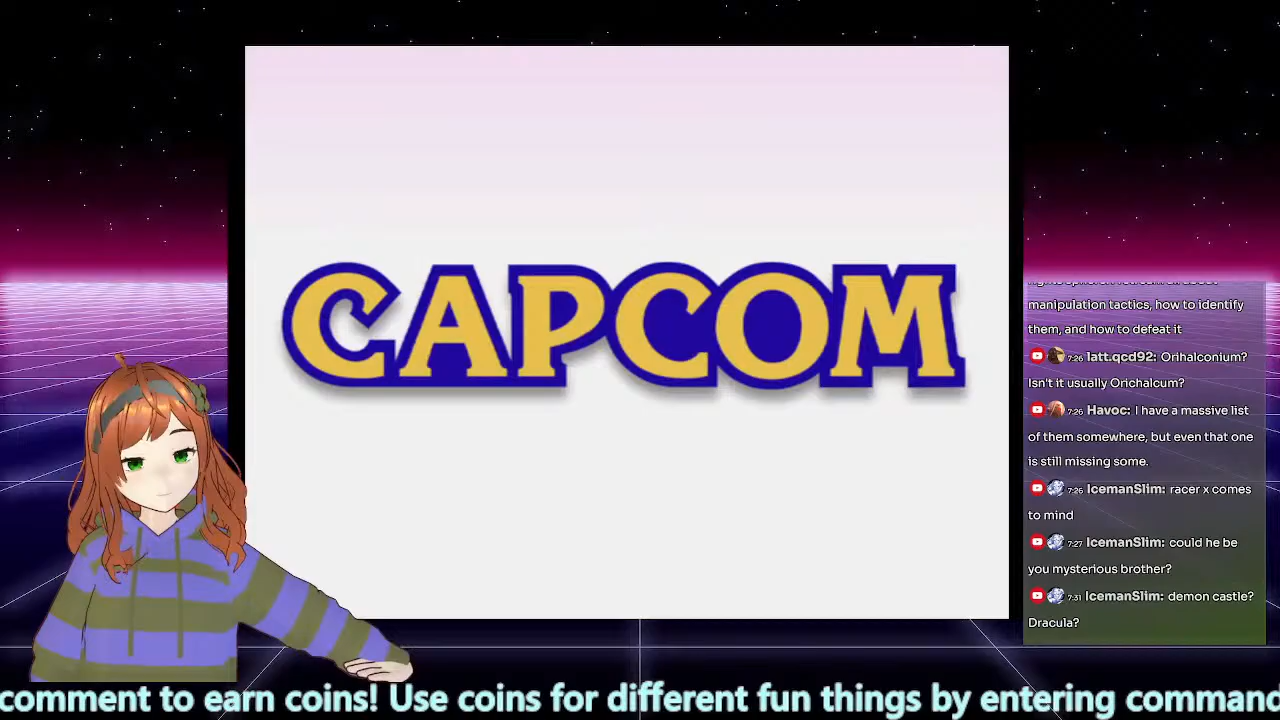 CAPCOM
manipulation tactics, how to identify
them, and how to defeat it
7:26 latt.qcd92: Orihalconium?
Isn't it usually Orichalcum?
7:26 Havoc: I have a massive list
of them somewhere, but even that one
is still missing some.
7:26 IcemanSlim: racer x comes
to mind
7:27 IcemanSlim: could he be
you mysterious brother?
7:31 IcemanSlim: demon castle?
Dracula?
comment to earn coins! Use coins for different fun things by entering command